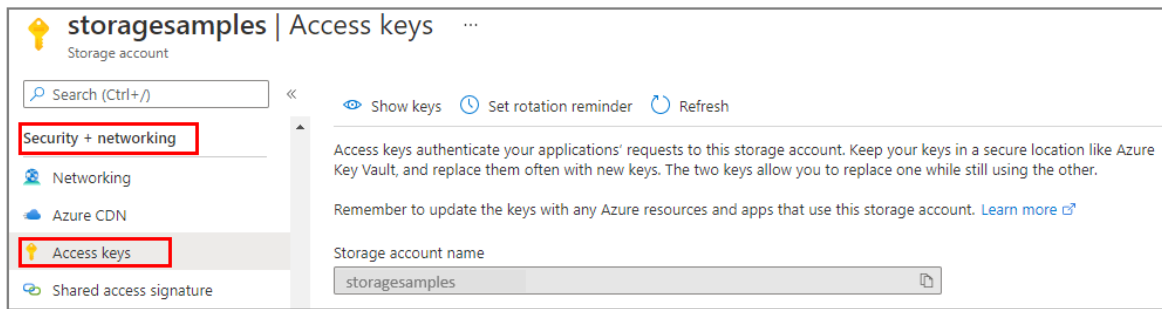 storagesamples | Access keys ...
Storage account
Search (Ctrl+/)
«
Security + networking
Networking
Azure CDN
Access keys
Shared access signature
Show keys
Set rotation reminder
Refresh
Access keys authenticate your applications' requests to this storage account. Keep your keys in a secure location like Azure
Key Vault, and replace them often with new keys. The two keys allow you to replace one while still using the other.
Remember to update the keys with any Azure resources and apps that use this storage account. Learn more
Storage account name
storagesamples